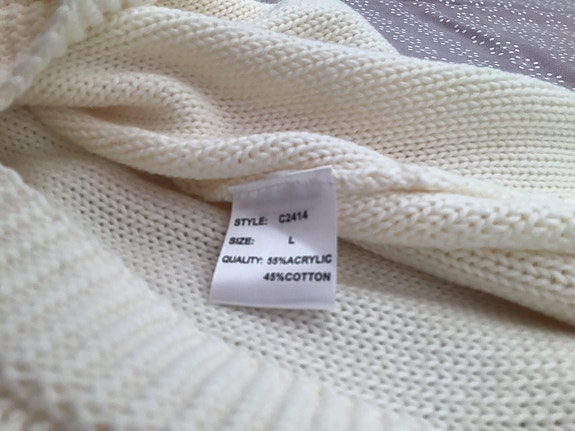 STYLE: C2414
SIZE: L
QUALITY: 55%ACRYLIC
45%COTTON